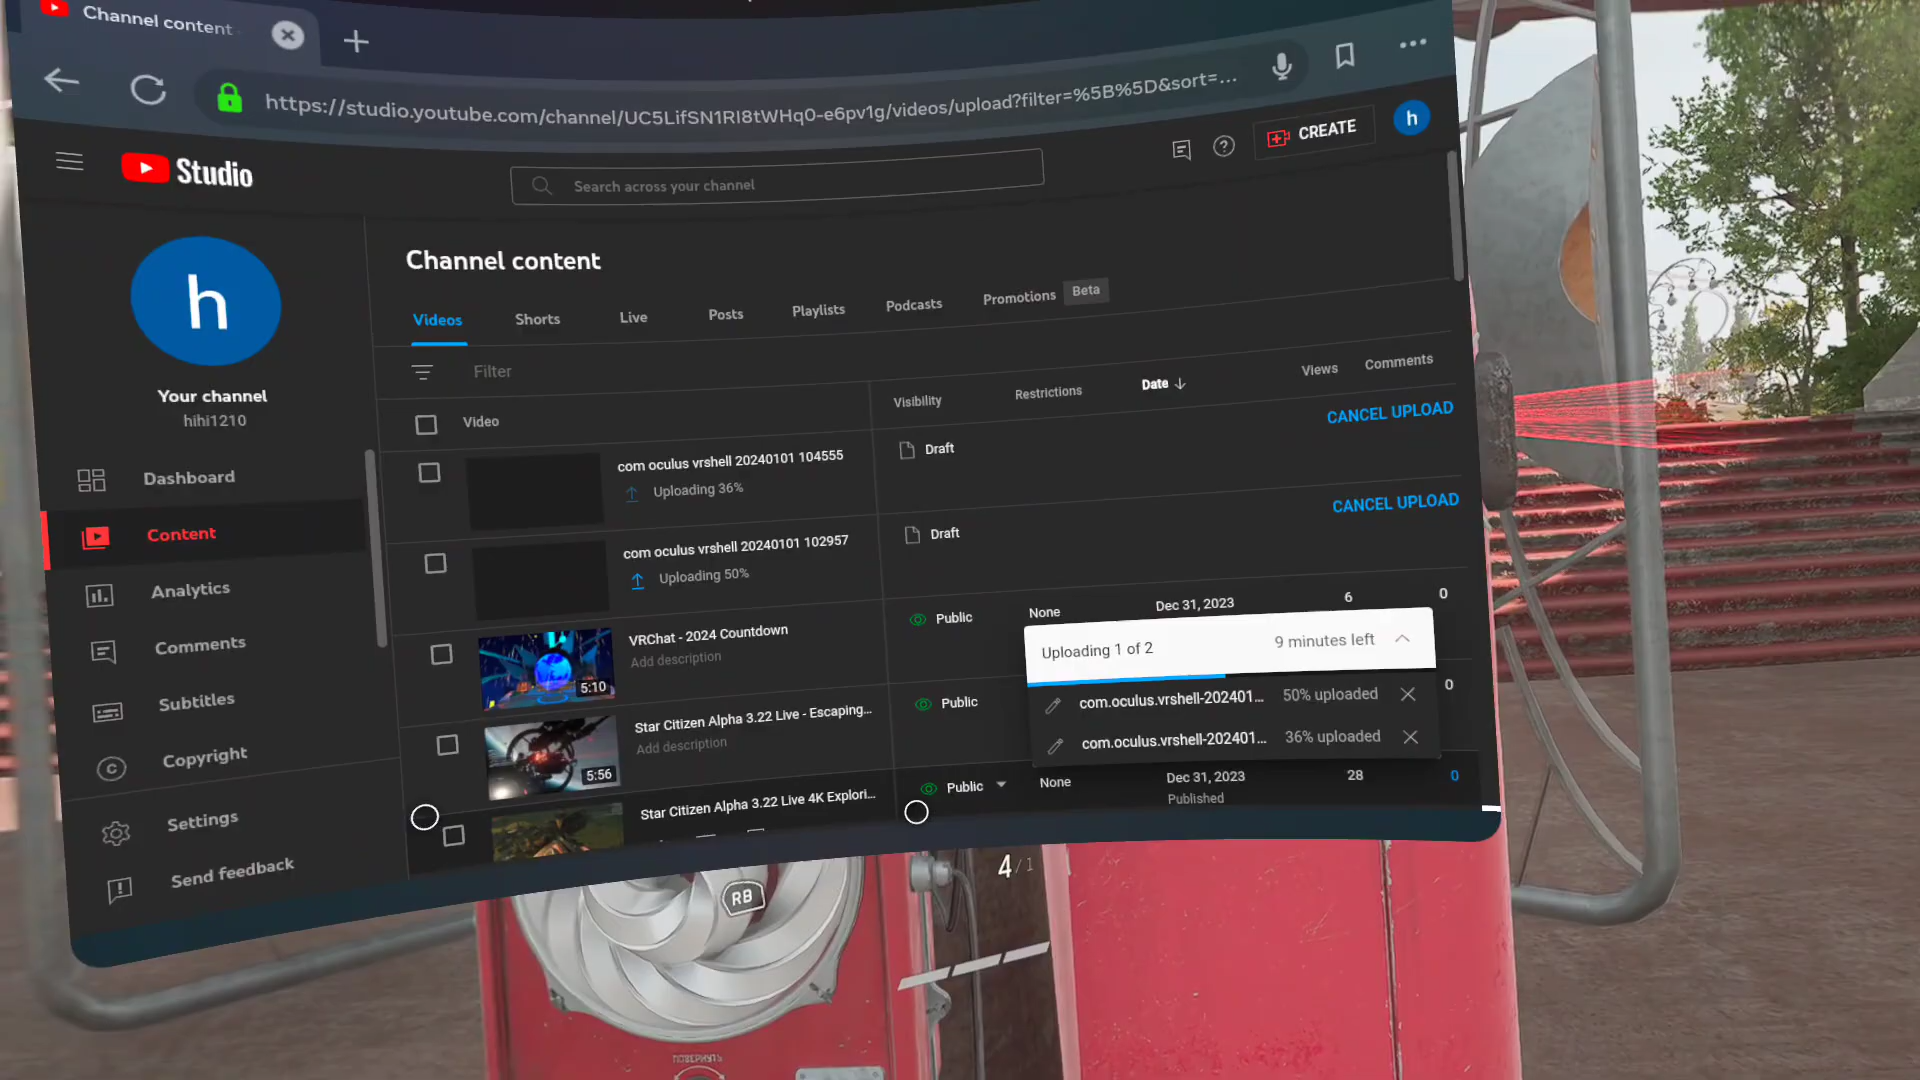 Channel content
https://studio.youtube.com/channel/UC5LifSN1RI8tWHq0-e6pv1g/videos/upload?filter=%5B%5D&sort=...
Studio
Search across your channel
CREATE
h
h
Your channel
hihi1210
Dashboard
Content
Analytics
Comments
Subtitles
Copyright
Settings
Send feedback
Channel content
Videos Shorts Live Posts Playlists Podcasts Promotions Beta
Filter
Video Visibility Restrictions Date Views Comments
com oculus vrshell 20240101 104555 Draft CANCEL UPLOAD
Uploading 36%
com oculus vrshell 20240101 102957 Draft CANCEL UPLOAD
Uploading 50%
VRChat - 2024 Countdown Public None Dec 31, 2023 6 0
Add description
5:10
Star Citizen Alpha 3.22 Live - Escaping... Public 0
Add description
5:56
Star Citizen Alpha 3.22 Live 4K Explori... Public None Dec 31, 2023 28 0
Published
Uploading 1 of 2 9 minutes left
com.oculus.vrshell-202401... 50% uploaded
com.oculus.vrshell-202401... 36% uploaded
4/1
RB
ПОВЕРНУТЬ